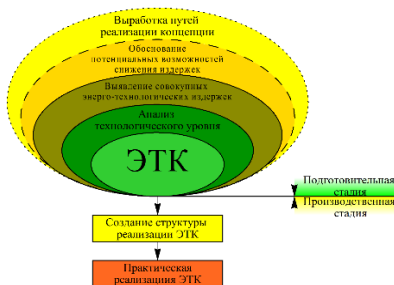 Выработка путей
реализации концепции
Обоснование
потенциальных возможностей
снижения издержек
Выявление совокупных
энерго-технологических издержек
Анализ
технологического уровня
ЭТК
Подготовительная
стадия
Производственная
стадия
Создание структуры
реализации ЭТК
Практическая
реализация ЭТК